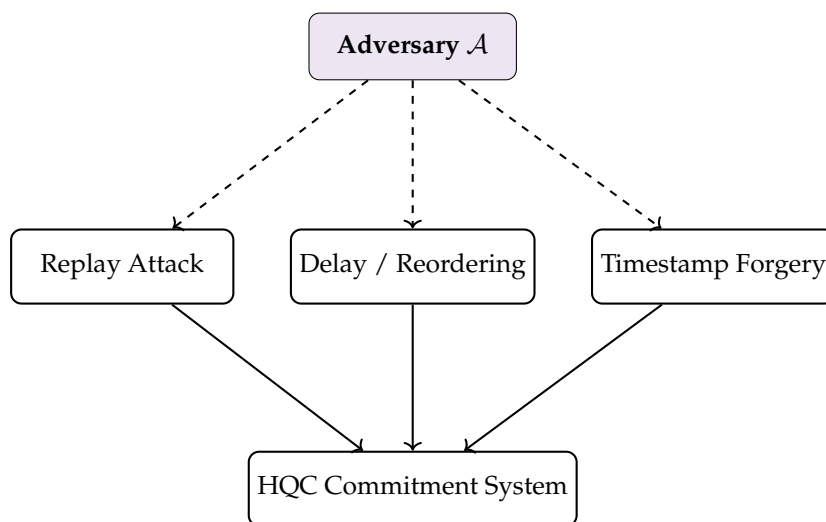 Adversary 𝒜
Replay Attack
Delay / Reordering
Timestamp Forgery
HQC Commitment System